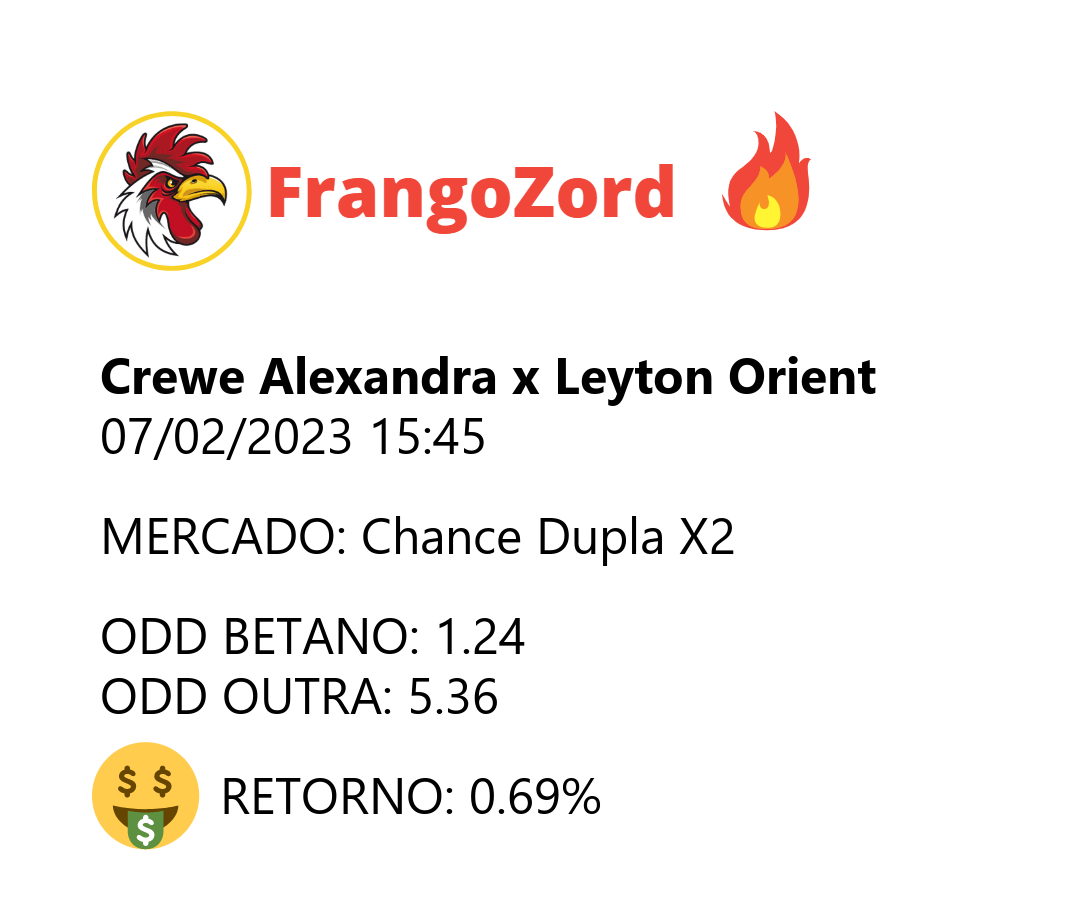 FrangoZord
Crewe Alexandra x Leyton Orient
07/02/2023 15:45
MERCADO: Chance Dupla X2
ODD BETANO: 1.24
ODD OUTRA: 5.36
RETORNO: 0.69%